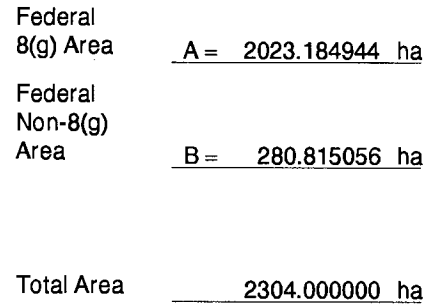 Federal
8(g) Area A = 2023.184944 ha
Federal
Non-8(g)
Area B = 280.815056 ha
Total Area 2304.000000 ha